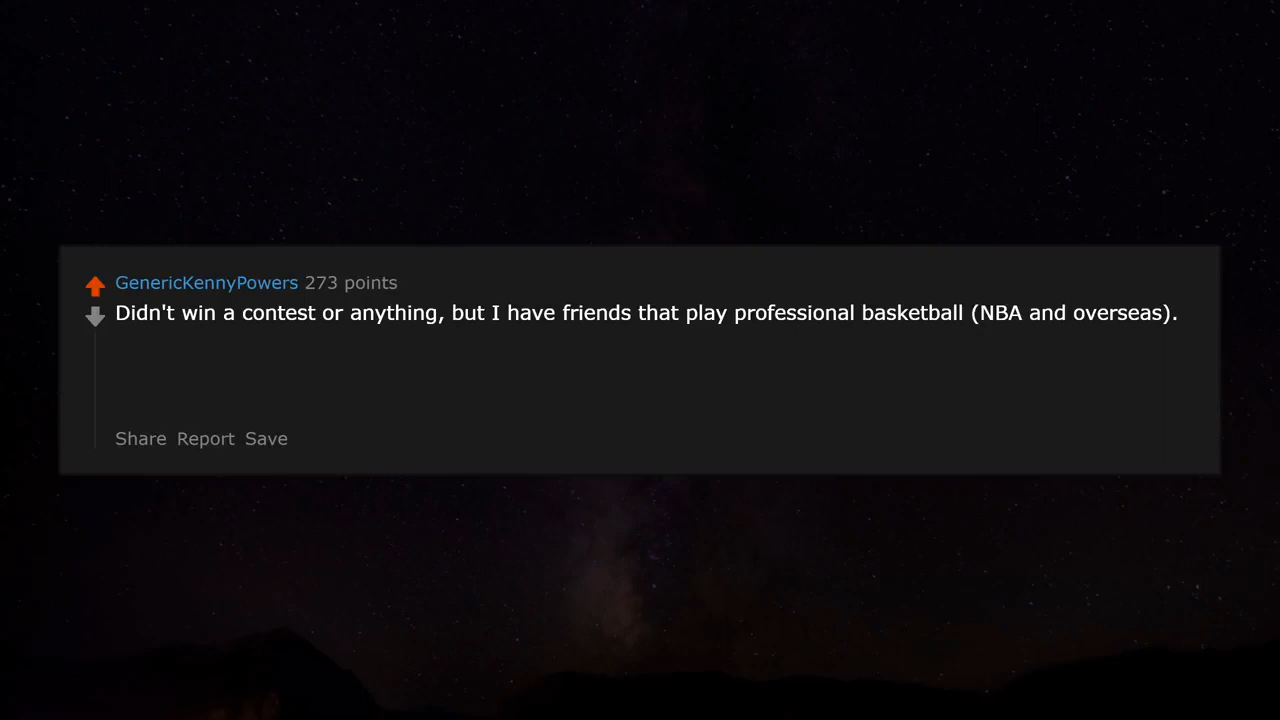 GenericKennyPowers 273 points
Didn't win a contest or anything, but I have friends that play professional basketball (NBA and overseas).
Share Report Save